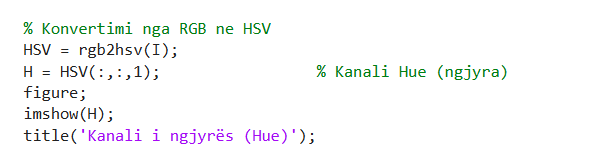 % Konvertimi nga RGB ne HSV
HSV = rgb2hsv(I);
H = HSV(:,:,1);                % Kanali Hue (ngjyra)
figure;
imshow(H);
title('Kanali i ngjyrës (Hue)');